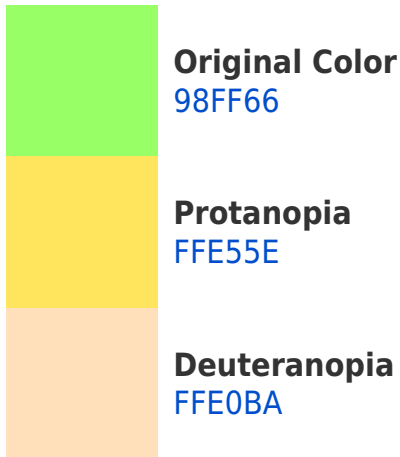 Original Color
98FF66
Protanopia
FFE55E
Deuteranopia
FFE0BA